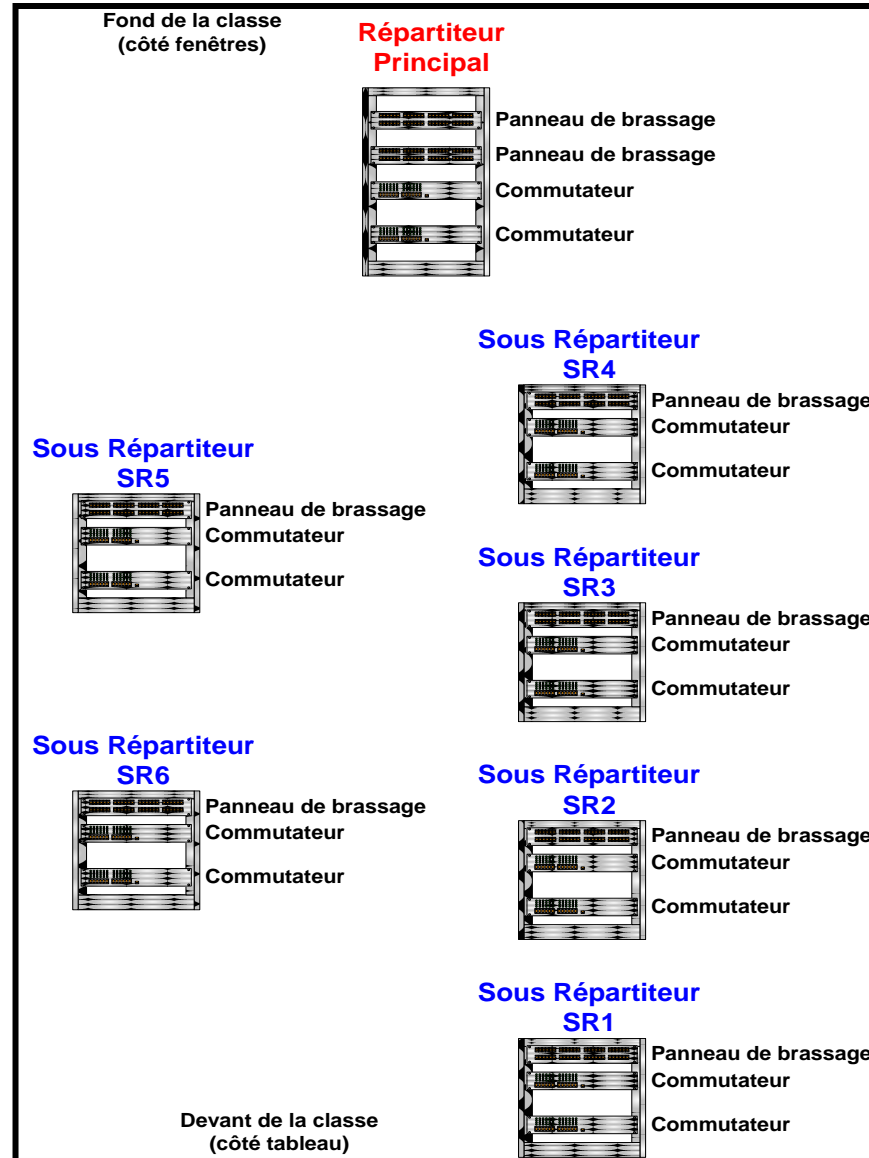 Fond de la classe
(côté fenêtres)
Répartiteur
Principal
Panneau de brassage
Panneau de brassage
Commutateur
Commutateur
Sous Répartiteur
SR4
Panneau de brassage
Commutateur
Commutateur
Sous Répartiteur
SR5
Panneau de brassage
Commutateur
Commutateur
Sous Répartiteur
SR3
Panneau de brassage
Commutateur
Commutateur
Sous Répartiteur
SR6
Panneau de brassage
Commutateur
Commutateur
Sous Répartiteur
SR2
Panneau de brassage
Commutateur
Commutateur
Sous Répartiteur
SR1
Panneau de brassage
Commutateur
Commutateur
Devant de la classe
(côté tableau)